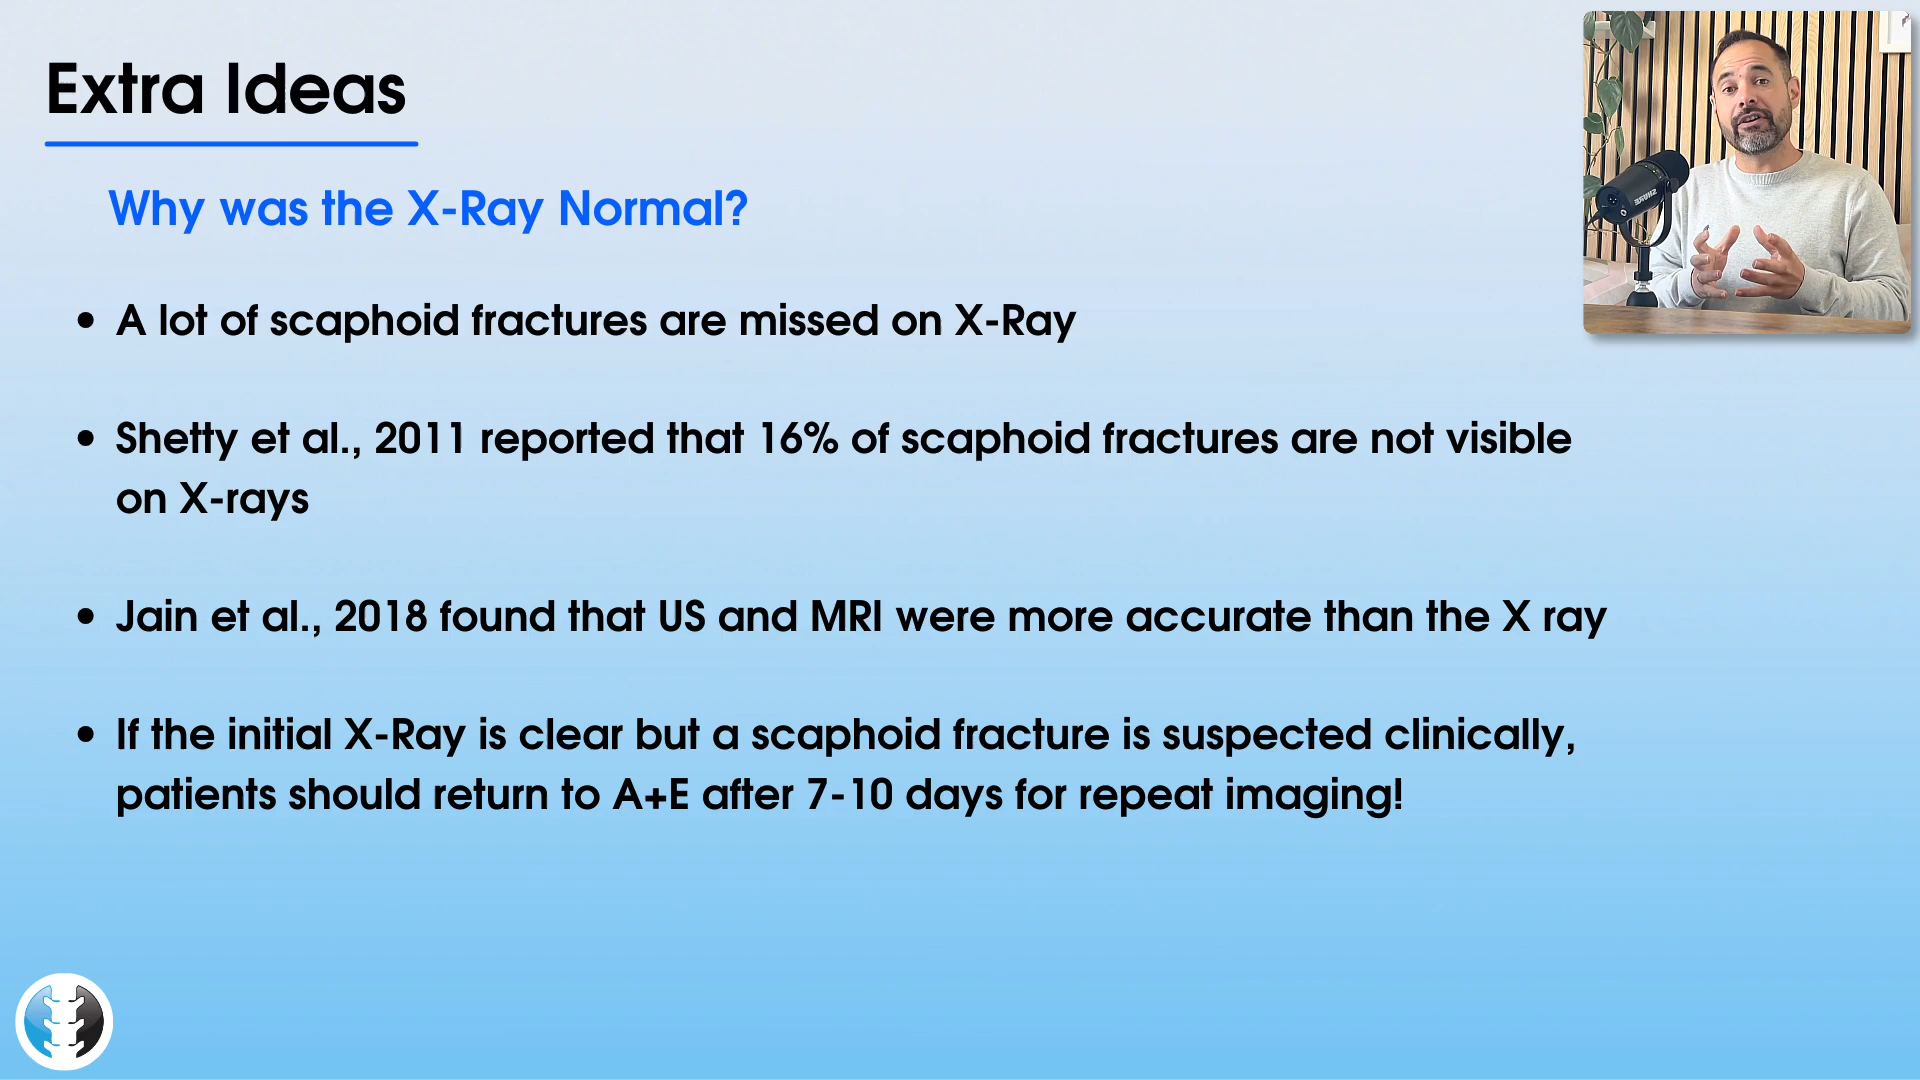 Extra Ideas
Why was the X-Ray Normal?
• A lot of scaphoid fractures are missed on X-Ray
• Shetty et al., 2011 reported that 16% of scaphoid fractures are not visible
on X-rays
• Jain et al., 2018 found that US and MRI were more accurate than the X ray
• If the initial X-Ray is clear but a scaphoid fracture is suspected clinically,
patients should return to A+E after 7-10 days for repeat imaging!